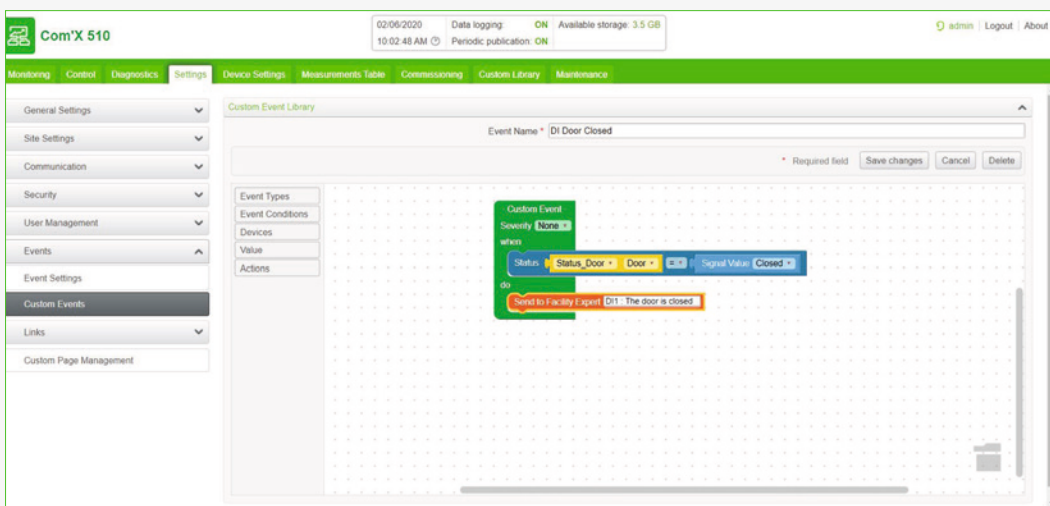 Com'X 510
02/06/2020 Data logging: ON Available storage: 3.5 GB
10:02:48 AM Periodic publication: ON
admin Logout About
Monitoring Control Diagnostics Settings Device Settings Measurements Table Commissioning Custom Library Maintenance
General Settings
Site Settings
Communication
Security
User Management
Events
Event Settings
Custom Events
Links
Custom Page Management
Custom Event Library
Event Name * DI Door Closed
* Required field Save changes Cancel Delete
Event Types
Event Conditions
Devices
Value
Actions
Custom Event
Severity None
when
Status Status_Door Door = Signal Value Closed
do
Send to Facility Expert DI1 : The door is closed